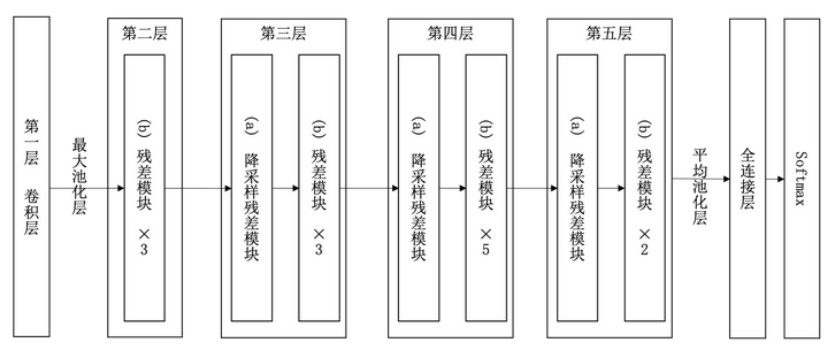 第一层 卷积层
最大池化层
第二层
(b) 残差模块 ×3
第三层
(a) 降采样残差模块
(b) 残差模块 ×3
第四层
(a) 降采样残差模块
(b) 残差模块 ×5
第五层
(a) 降采样残差模块
(b) 残差模块 ×2
平均池化层
全连接层
Softmax